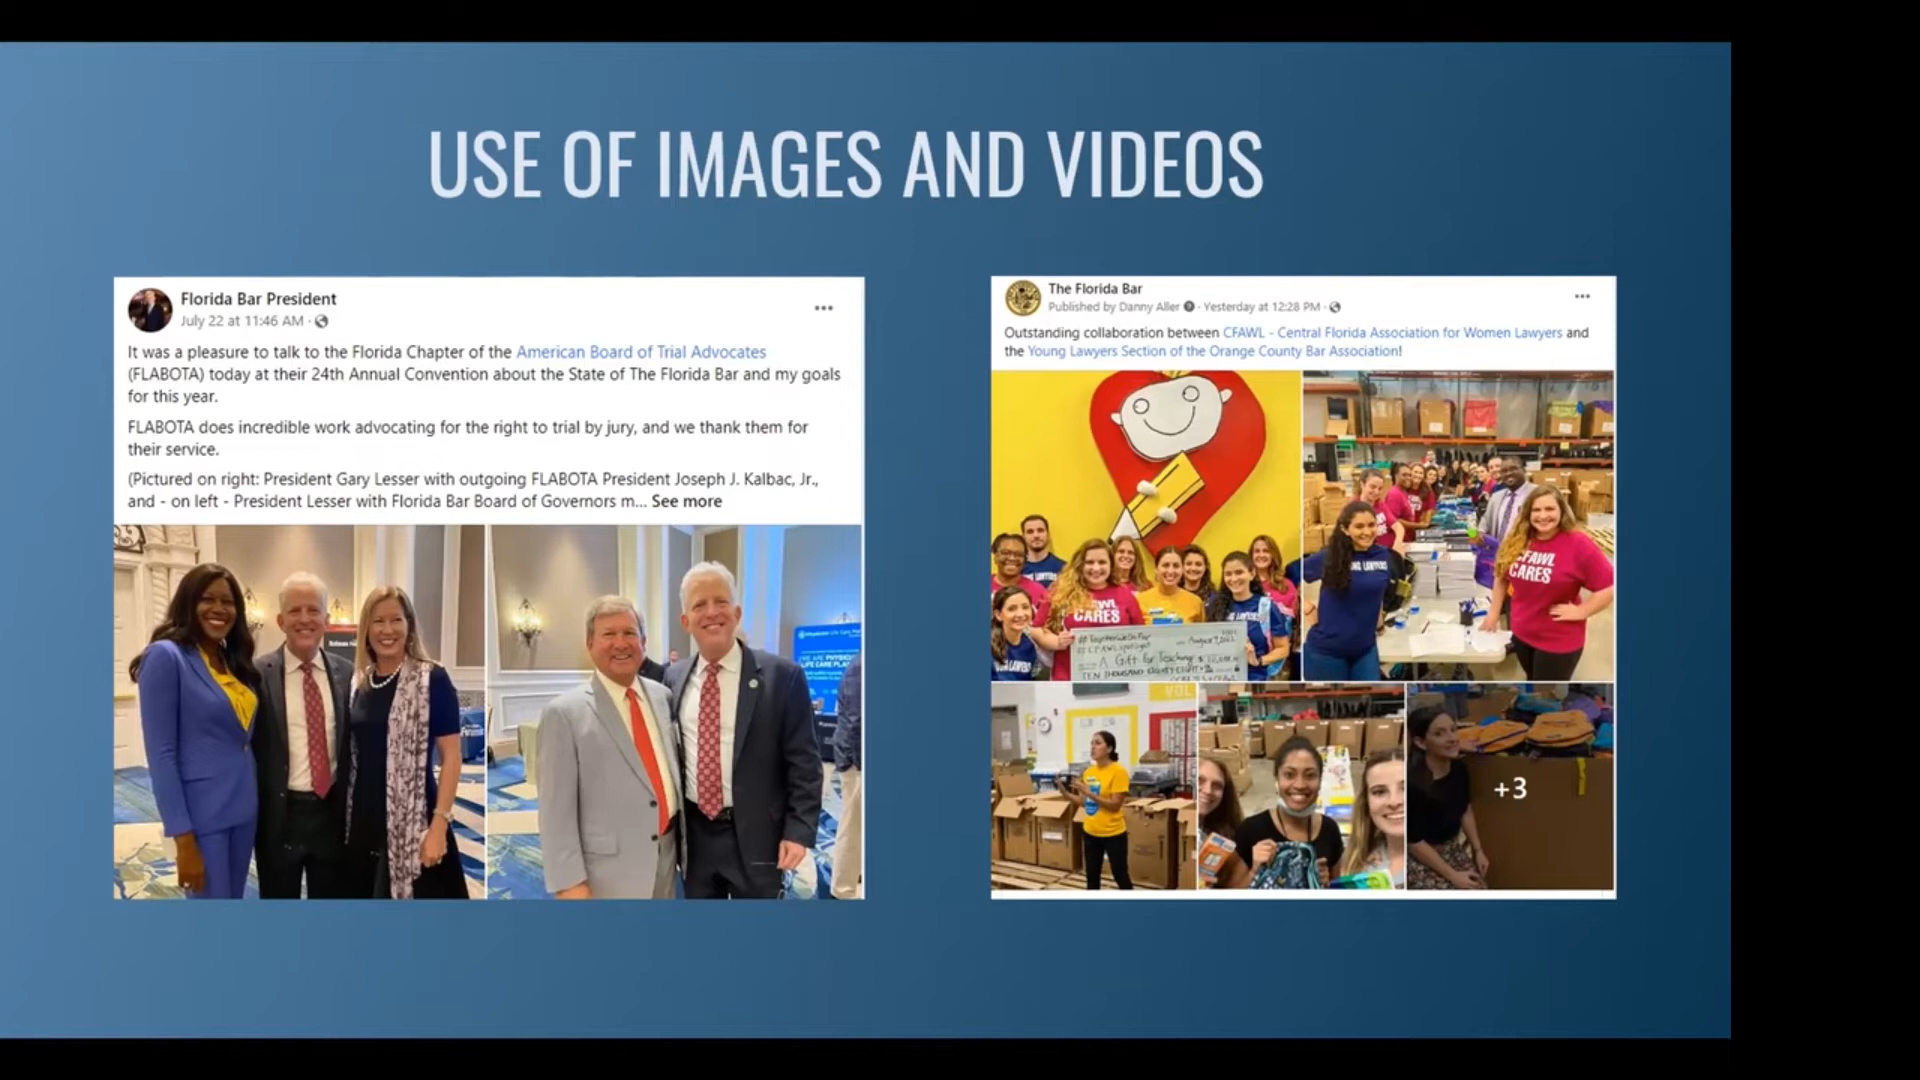 USE OF IMAGES AND VIDEOS
Florida Bar President
July 22 at 11:46 AM ·
It was a pleasure to talk to the Florida Chapter of the American Board of Trial Advocates
(FLABOTA) today at their 24th Annual Convention about the State of The Florida Bar and my goals
for this year.
FLABOTA does incredible work advocating for the right to trial by jury, and we thank them for
their service.
(Pictured on right: President Gary Lesser with outgoing FLABOTA President Joseph J. Kalbac, Jr.,
and - on left - President Lesser with Florida Bar Board of Governors m... See more
LIFE CARE PLAN
The Florida Bar
Published by Danny Aller · Yesterday at 12:28 PM ·
Outstanding collaboration between CFAWL - Central Florida Association for Women Lawyers and
the Young Lawyers Section of the Orange County Bar Association!
CARES
A Gift for Teaching
TEN THOUSAND
LAWYERS
CFAWL
CARES
VOL
+3